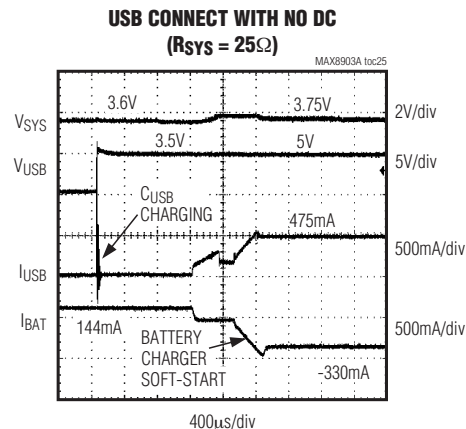 USB CONNECT WITH NO DC
(RSYS = 25Ω)
MAX8903A toc25
3.6V
3.75V
2V/div
VSYS
3.5V
5V
VUSB
5V/div
CUSB
CHARGING
475mA
IUSB
500mA/div
IBAT
144mA
BATTERY
CHARGER
SOFT-START
500mA/div
-330mA
400μs/div